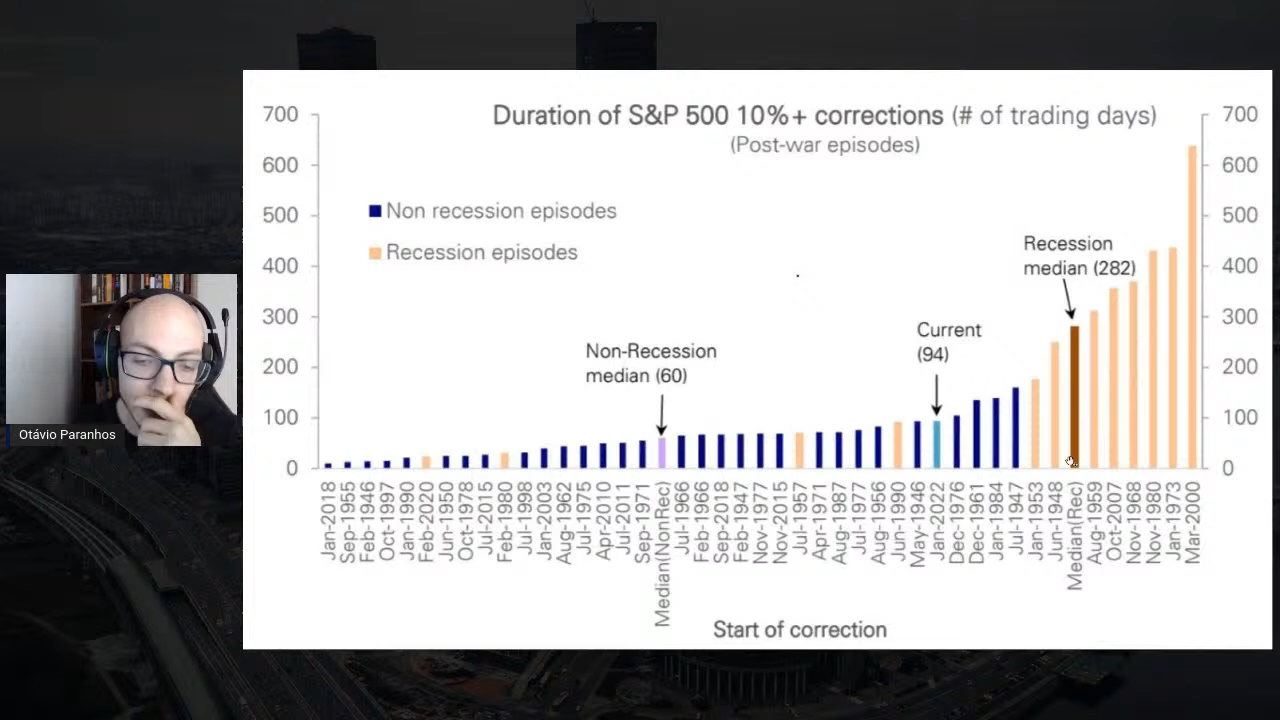 Duration of S&P 500 10%+ corrections (# of trading days)
(Post-war episodes)
700
600
500
400
300
200
100
0
700
600
500
400
300
200
100
0
Non recession episodes
Recession episodes
Non-Recession
median (60)
Current
(94)
Recession
median (282)
Jan-2018
Sep-1955
Feb-1946
Oct-1997
Jan-1990
Feb-2020
Jun-1950
Oct-1978
Jul-2015
Feb-1980
Jul-1998
Jan-2003
Aug-1962
Jul-1975
Apr-2010
Jul-2011
Sep-1971
Median(NonRec)
Jul-1966
Feb-1966
Sep-2018
Feb-1947
Nov-1977
Nov-2015
Jul-1957
Apr-1971
Aug-1987
Jul-1977
Aug-1956
Jun-1990
May-1946
Jan-2022
Dec-1976
Dec-1961
Jan-1984
Jul-1947
Jan-1953
Jun-1948
Median(Rec)
Aug-1959
Oct-2007
Nov-1968
Nov-1980
Jan-1973
Mar-2000
Start of correction
Otávio Paranhos